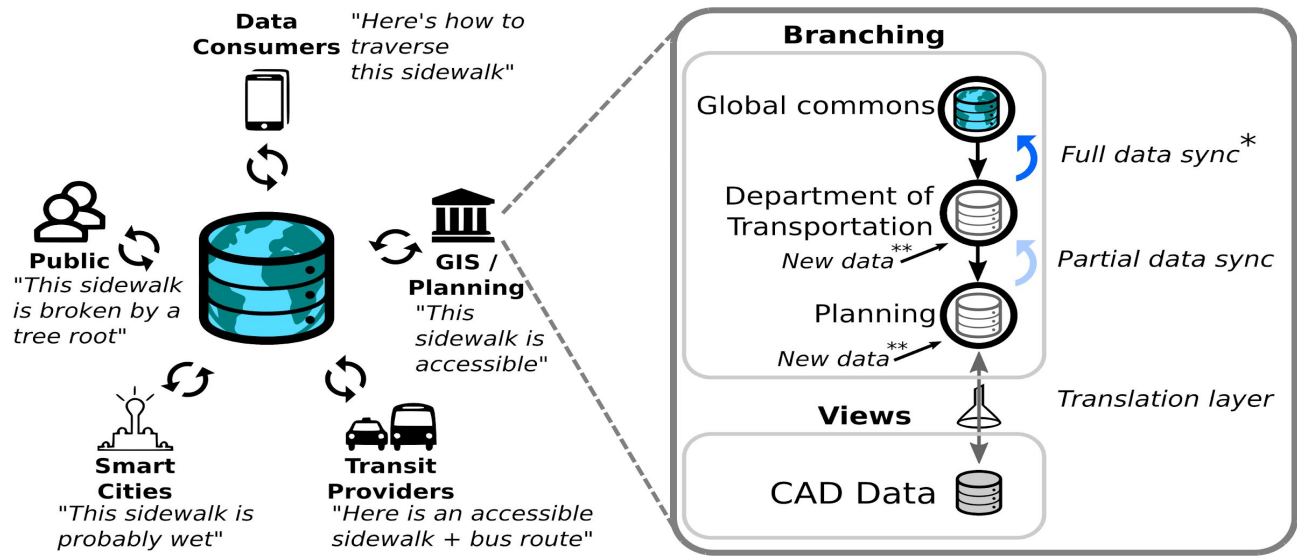 Data
Consumers
"Here's how to
traverse
this sidewalk"
Public
"This sidewalk
is broken by a
tree root"
GIS /
Planning
"This
sidewalk is
accessible"
Smart
Cities
"This sidewalk is
probably wet"
Transit
Providers
"Here is an accessible
sidewalk + bus route"
Branching
Global commons
Full data sync*
Department of
Transportation
New data**
Partial data sync
Planning
New data**
Translation layer
Views
CAD Data